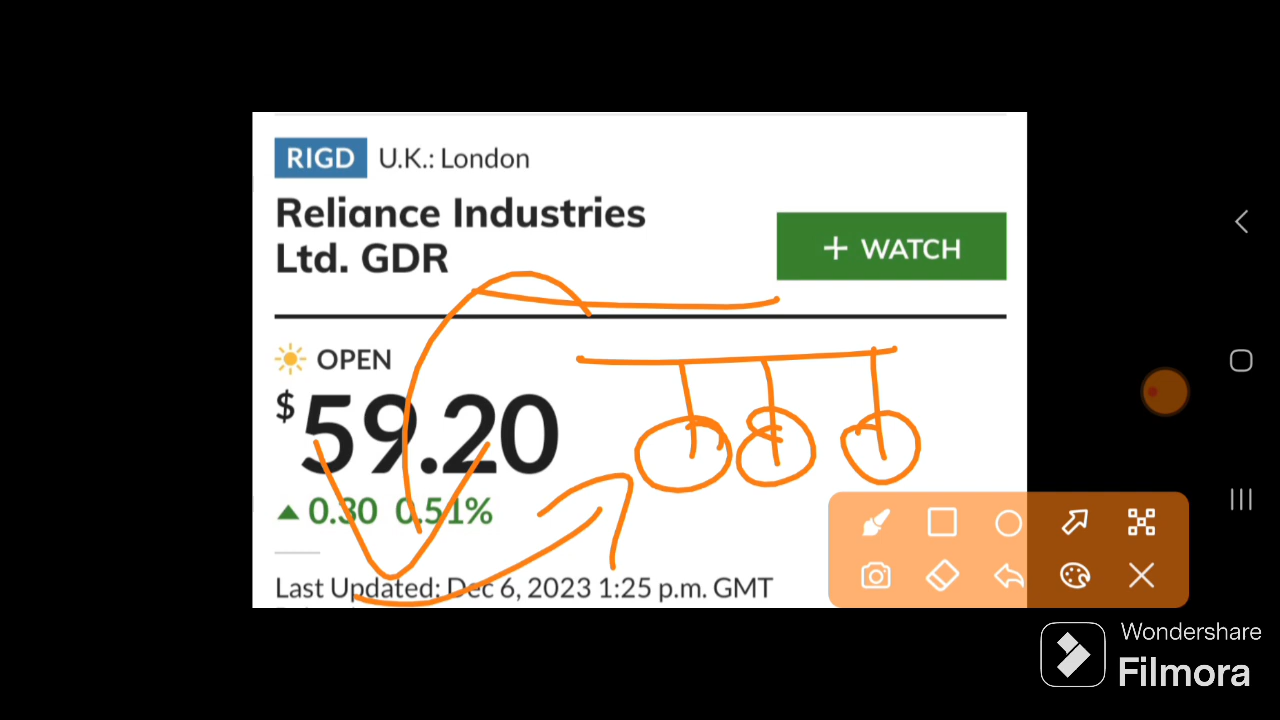 RIGD U.K.: London
Reliance Industries
Ltd. GDR
+ WATCH
OPEN
$59.20
0.30 0.51%
Last Updated: Dec 6, 2023 1:25 p.m. GMT
Wondershare
Filmora